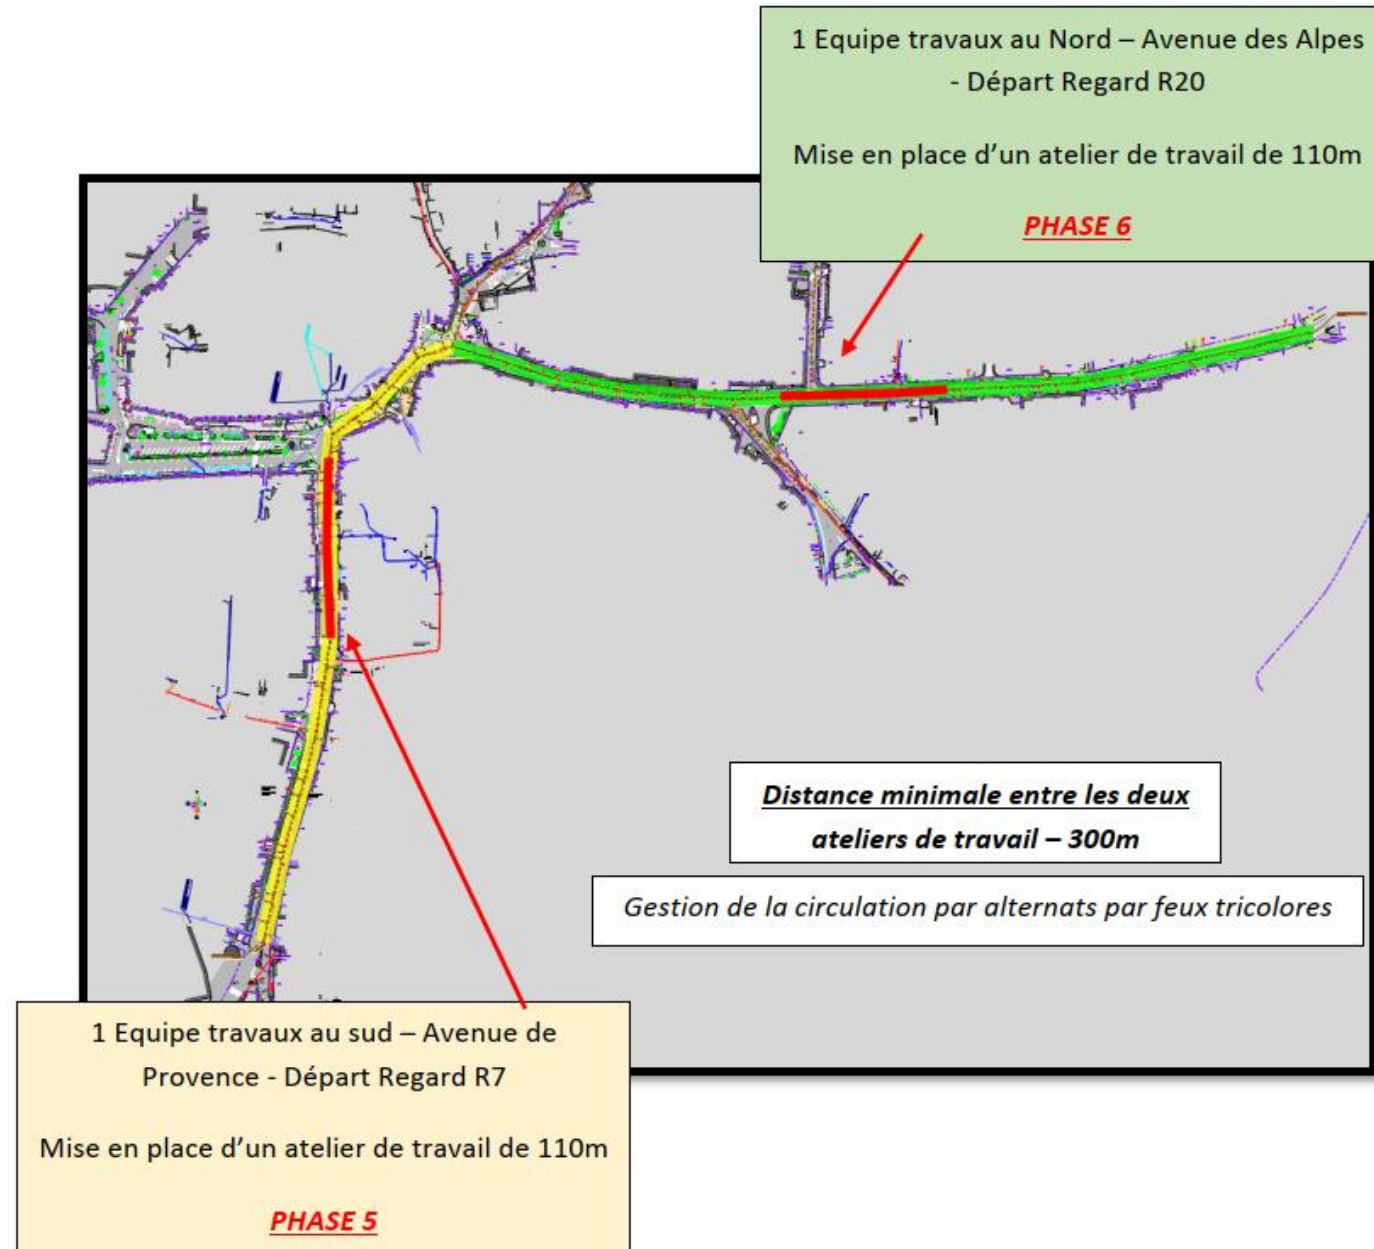 1 Equipe travaux au Nord – Avenue des Alpes
- Départ Regard R20
Mise en place d’un atelier de travail de 110m
PHASE 6
Distance minimale entre les deux
ateliers de travail – 300m
Gestion de la circulation par alternats par feux tricolores
1 Equipe travaux au sud – Avenue de
Provence - Départ Regard R7
Mise en place d’un atelier de travail de 110m
PHASE 5